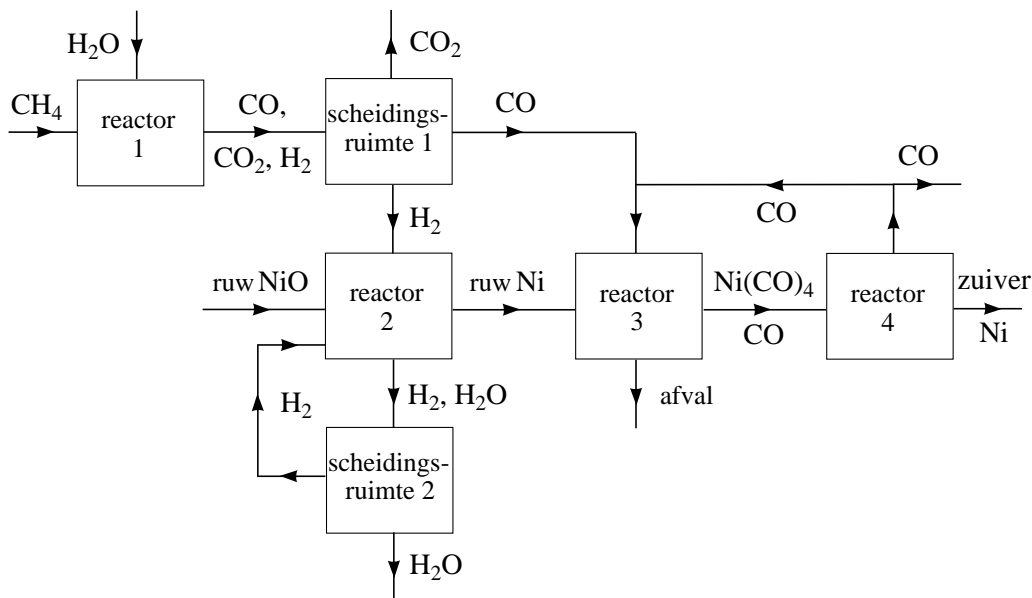 H₂O
CO₂
CH₄
reactor
1
CO,
CO₂, H₂
scheidings-
ruimte 1
CO
CO
CO
H₂
ruw NiO
reactor
2
ruw Ni
reactor
3
Ni(CO)₄
CO
reactor
4
zuiver
Ni
H₂
H₂, H₂O
afval
scheidings-
ruimte 2
H₂O